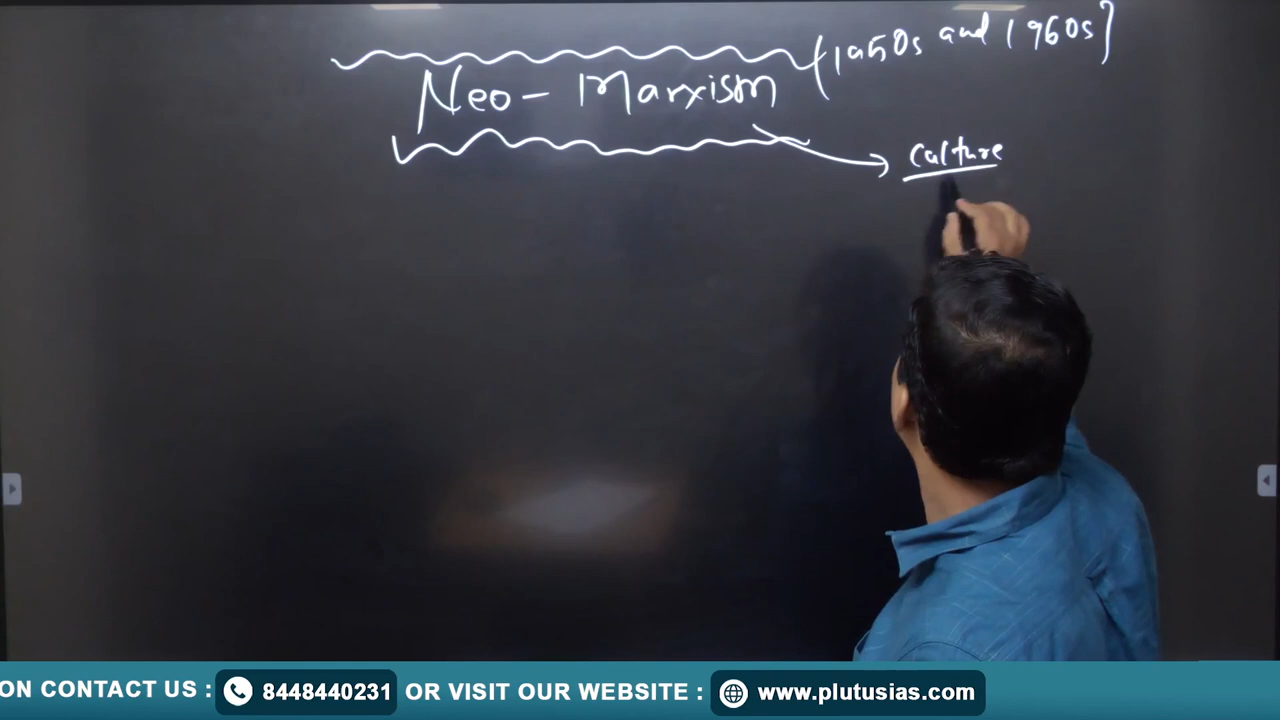 (1950s and 1960s]
Neo-Marxism
Culture
ON CONTACT US : 8448440231 OR VISIT OUR WEBSITE : www.plutusias.com